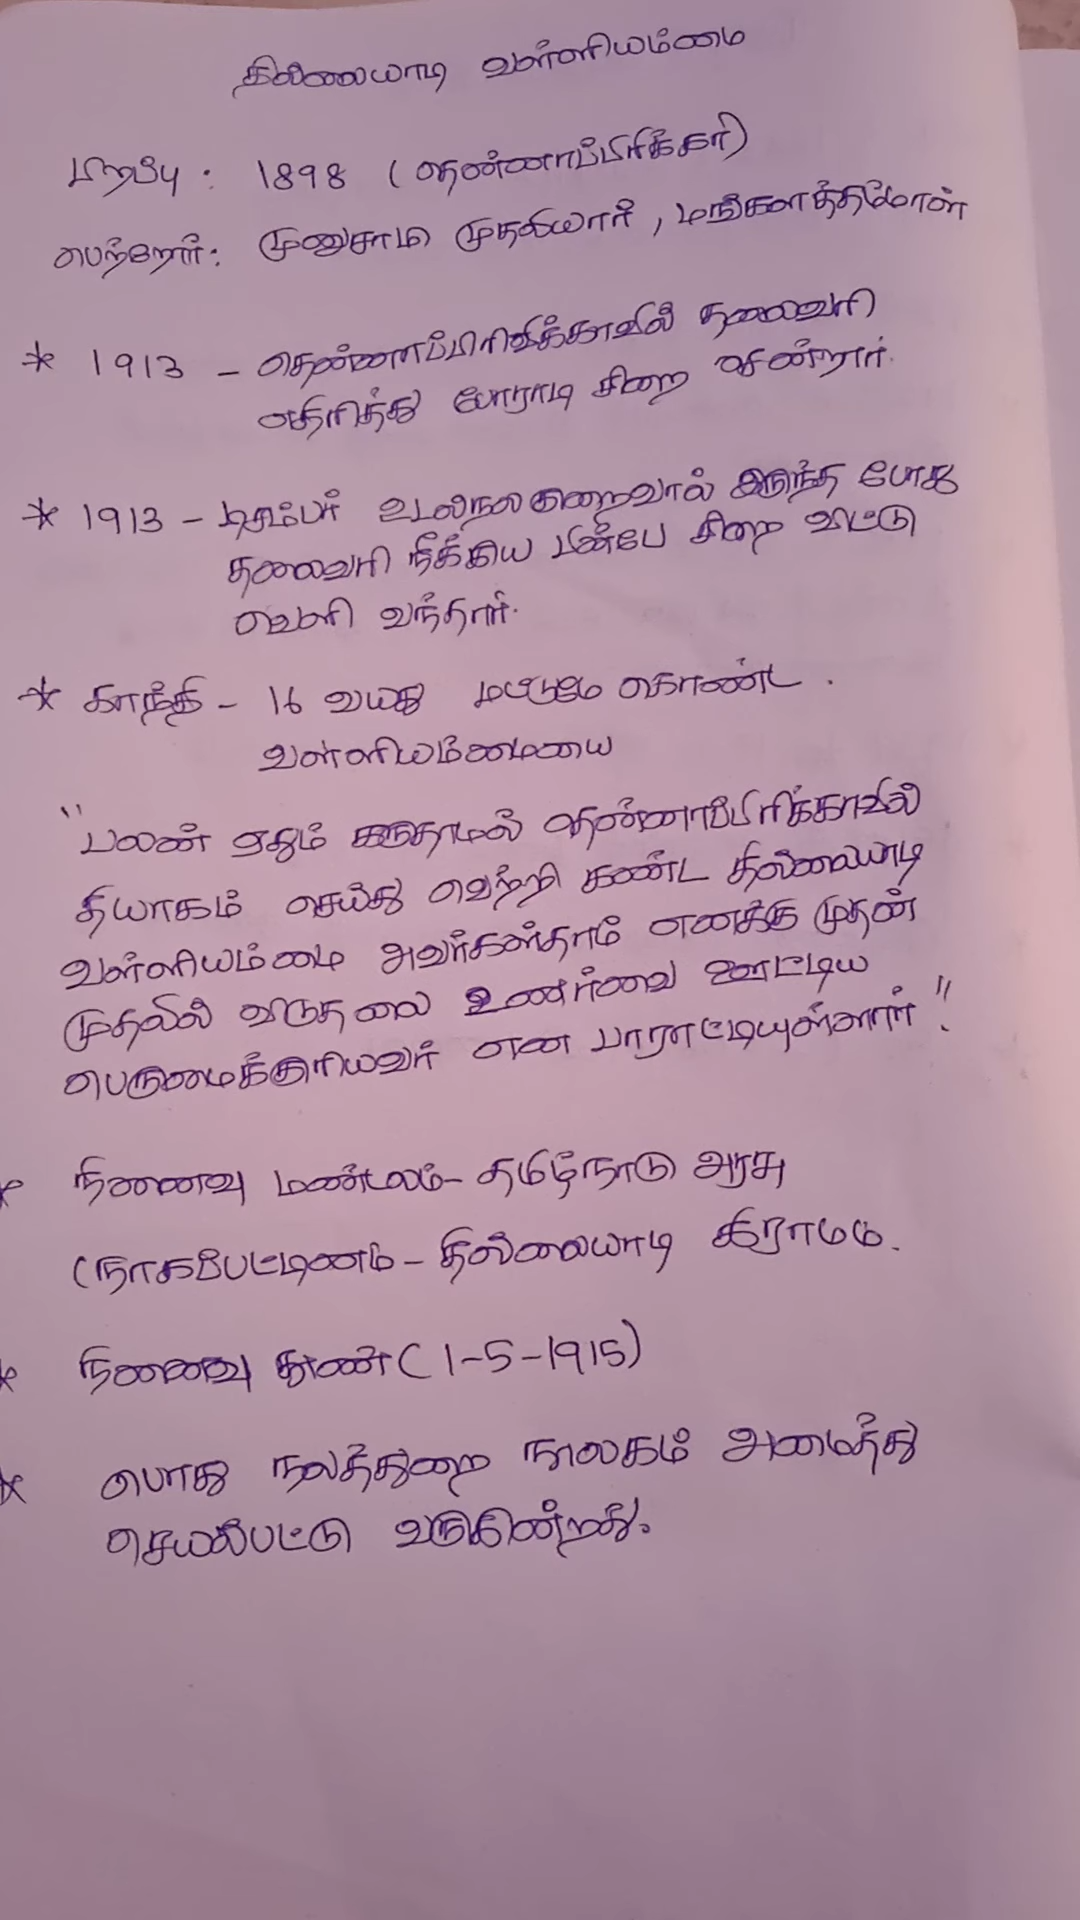 தில்லையாடி வள்ளியம்மை
பிறப்பு : 1898 (தென்னாப்பிரிக்கா)
பெற்றோர் : முனுசாமி முதலியார், மங்களத்தம்மாள்
* 1913 - தென்னாப்பிரிக்காவில் தலைவரி
எதிரித்து போராடி சிறை சென்றார்.
* 1913 - டிசம்பர் உடல்நல குறைவால் இருந்த போது
தலைவரி நீக்கிய பின்பே சிறை விட்டு
வெளி வந்தார்.
* காந்தி - 16 வயது மட்டுமே கொண்ட .
வள்ளியம்மையை
"பலன் ஏதும் கருதாமல் தென்னாப்பிரிக்காவில்
தியாகம் செய்து வெற்றி கண்ட தில்லையாடி
வள்ளியம்மை அவர்கள்தாம் எனக்கு முதன்
முதலில் விடுதலை உணர்வை ஊட்டிய
பெருமைக்குரியவர் என பாராட்டியுள்ளார்".
* நினைவு மண்டலம் - தமிழ்நாடு அரசு
(நாகப்பட்டினம் - தில்லையாடி கிராமம்.
* நினைவு தூண் ( 1-5-1915)
* பொது நலத்துறை நூலகம் அமைத்து
செயல்பட்டு வருகின்றது.